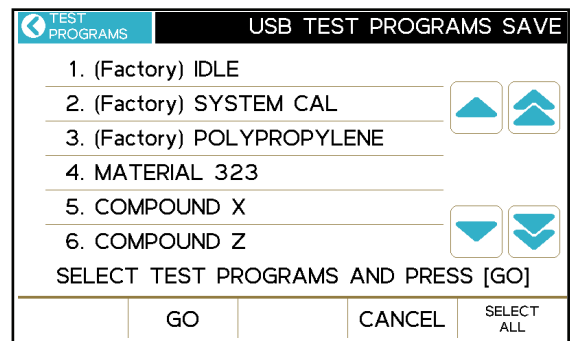 TEST
PROGRAMS
USB TEST PROGRAMS SAVE
1. (Factory) IDLE
2. (Factory) SYSTEM CAL
3. (Factory) POLYPROPYLENE
4. MATERIAL 323
5. COMPOUND X
6. COMPOUND Z
SELECT TEST PROGRAMS AND PRESS [GO]
GO
CANCEL
SELECT
ALL